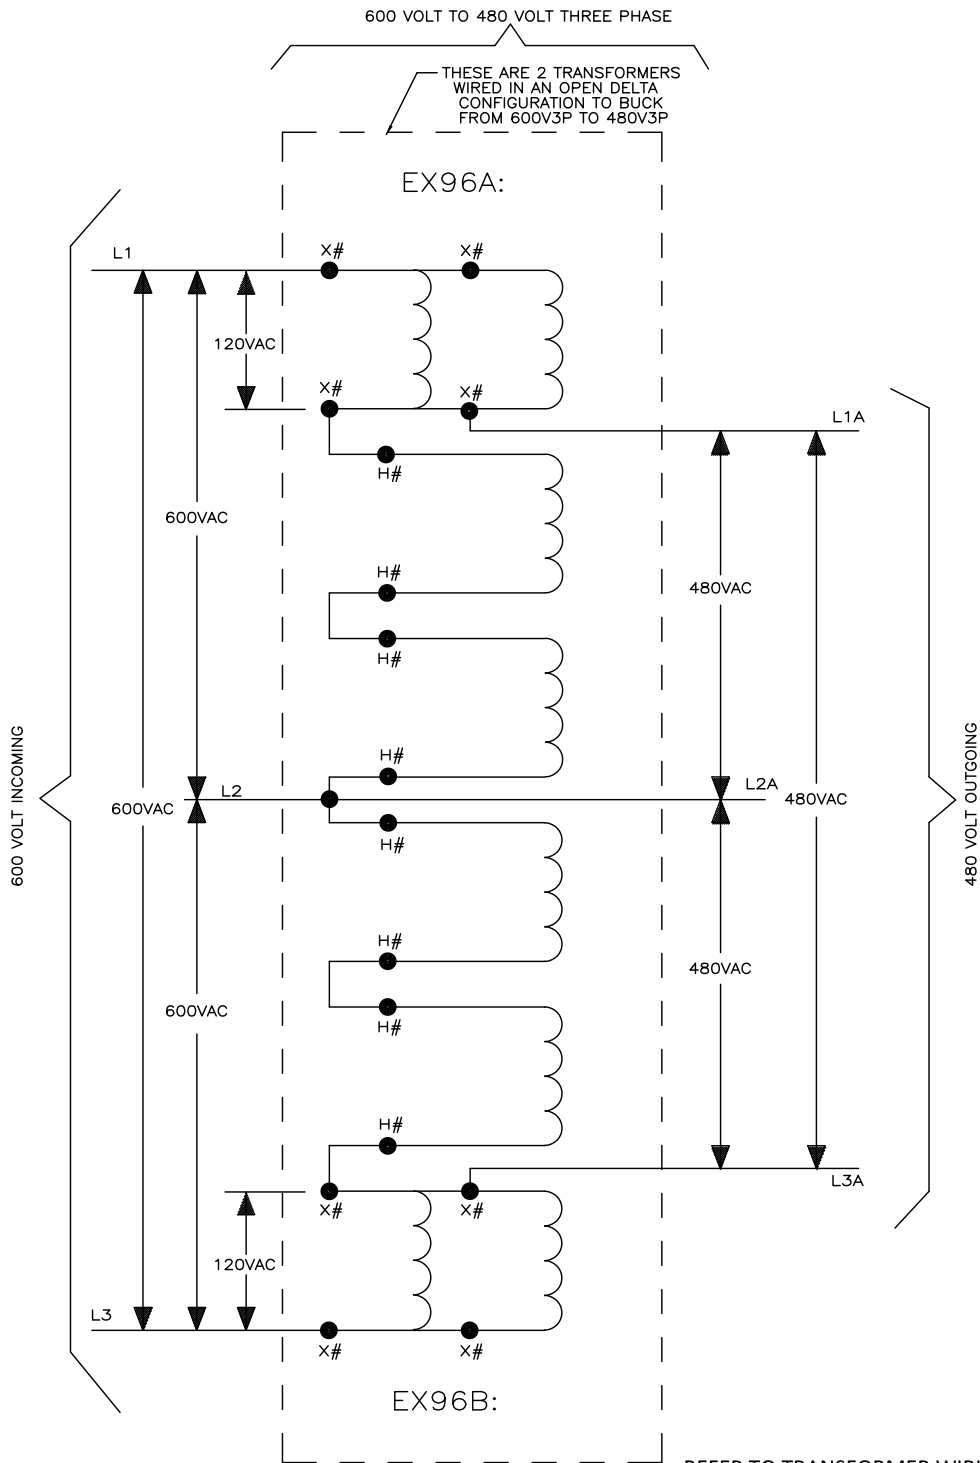 600 VOLT TO 480 VOLT THREE PHASE
THESE ARE 2 TRANSFORMERS
WIRED IN AN OPEN DELTA
CONFIGURATION TO BUCK
FROM 600V3P TO 480V3P
EX96A:
L1
X#
X#
120VAC
X#
X#
L1A
H#
600VAC
H#
480VAC
H#
H#
L2
L2A
600VAC
480VAC
600 VOLT INCOMING
480 VOLT OUTGOING
H#
H#
480VAC
600VAC
H#
H#
L3A
X#
X#
120VAC
L3
X#
X#
EX96B: